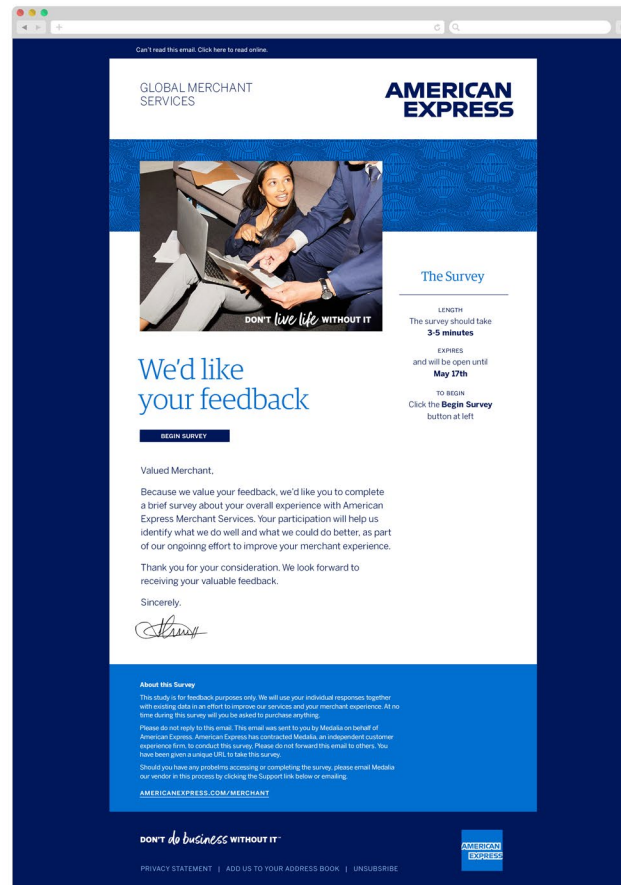 Can't read this email. Click here to read online.
GLOBAL MERCHANT
SERVICES
AMERICAN
EXPRESS
DON'T live life WITHOUT IT
The Survey
LENGTH
The survey should take
3-5 minutes
EXPIRES
and will be open until
May 17th
TO BEGIN
Click the Begin Survey
button at left
We'd like
your feedback
BEGIN SURVEY
Valued Merchant,
Because we value your feedback, we'd like you to complete
a brief survey about your overall experience with American
Express Merchant Services. Your participation will help us
identify what we do well and what we could do better, as part
of our ongoinng effort to improve your merchant experience.
Thank you for your consideration. We look forward to
receiving your valuable feedback.
Sincerely.
About this Survey
This study is for feedback purposes only. We will use your individual responses together
with existing data in an effort to improve our services and your merchant experience. At no
time during this survey will you be asked to purchase anything.
Please do not reply to this email. This email was sent to you by Medalia on behalf of
American Express. American Express has contracted Medalia, an independent customer
experience firm, to conduct this survey, Please do not forward this email to others. You
have been given a unique URL to take this survey.
Should you have any probelms accessing or completing the survey, please email Medalia
our vendor in this process by clicking the Support link below or emailing.
AMERICANEXPRESS.COM/MERCHANT
DON'T do business WITHOUT IT™
AMERICAN
EXPRESS
PRIVACY STATEMENT | ADD US TO YOUR ADDRESS BOOK | UNSUBSRIBE